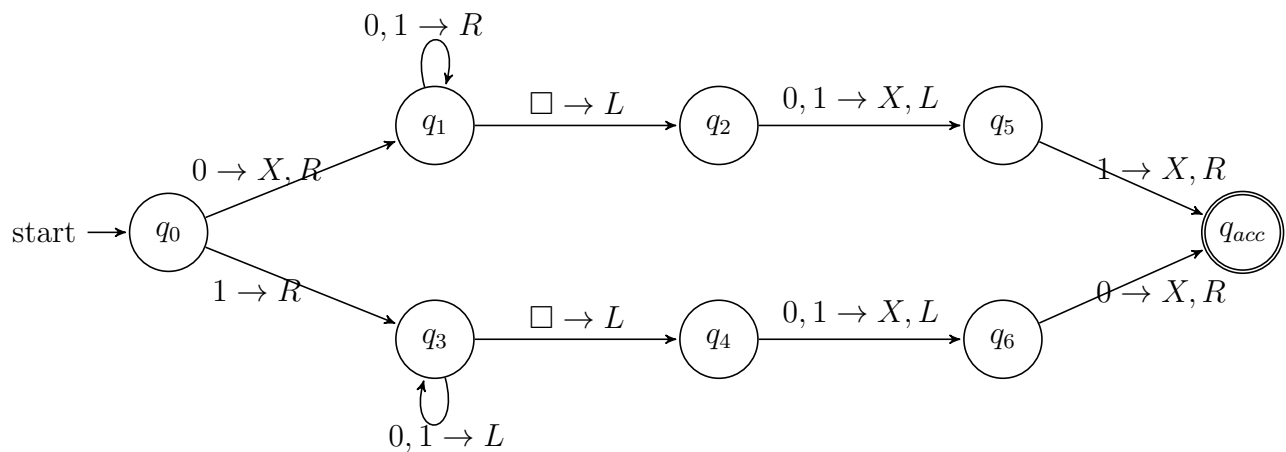 0, 1 → R
□ → L
0, 1 → X, L
q₁
q₂
q₅
0 → X, R
1 → X, R
start
q₀
q_acc
1 → R
0 → X, R
□ → L
0, 1 → X, L
q₃
q₄
q₆
0, 1 → L